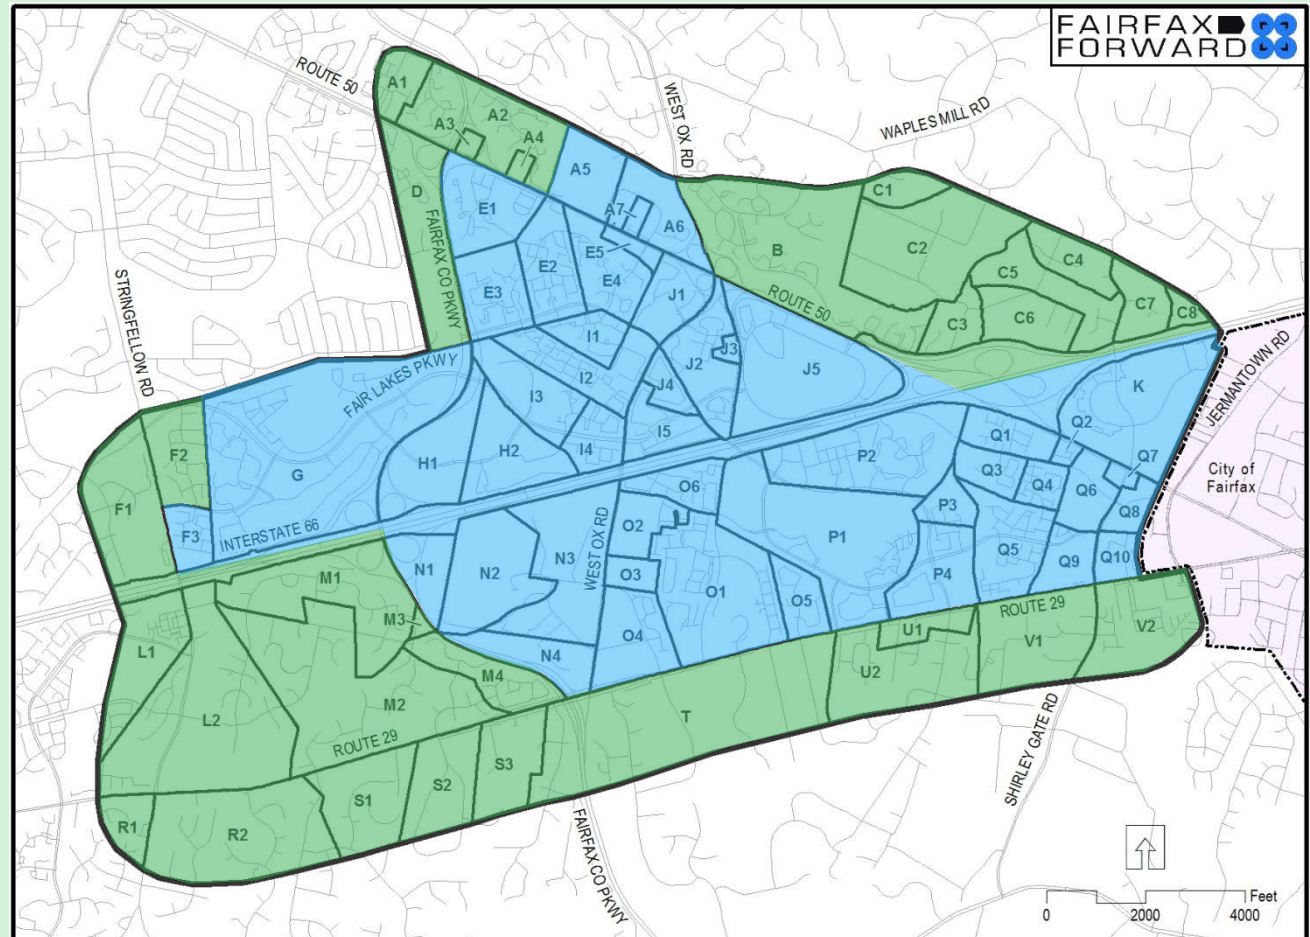 FAIRFAX
FORWARD
ROUTE 50
WEST OX RD
WAPLES MILL RD
A1
A2
A3
A4
A5
A7
A6
D
FAIRFAX CO PKWY
E1
E5
E2
E3
E4
B
C1
C2
C4
C5
C3
C6
C7
C8
ROUTE 50
STRINGFELLOW RD
J1
J2
J3
J4
J5
I1
I2
I3
I4
I5
FAIR LAKES PKWY
K
JERMANTOWN RD
City of
Fairfax
F2
F1
F3
G
H1
H2
INTERSTATE 66
P2
Q1
Q2
Q3
Q4
Q6
Q7
Q8
O6
O2
O3
O1
O4
O5
WEST OX RD
P1
P3
P4
Q5
Q9
Q10
N1
N2
N3
N4
M1
M3
M4
M2
L1
L2
ROUTE 29
U1
U2
V1
V2
ROUTE 29
T
R1
R2
S1
S2
S3
FAIRFAX CO PKWY
SHIRLEY GATE RD
Feet
0
2000
4000